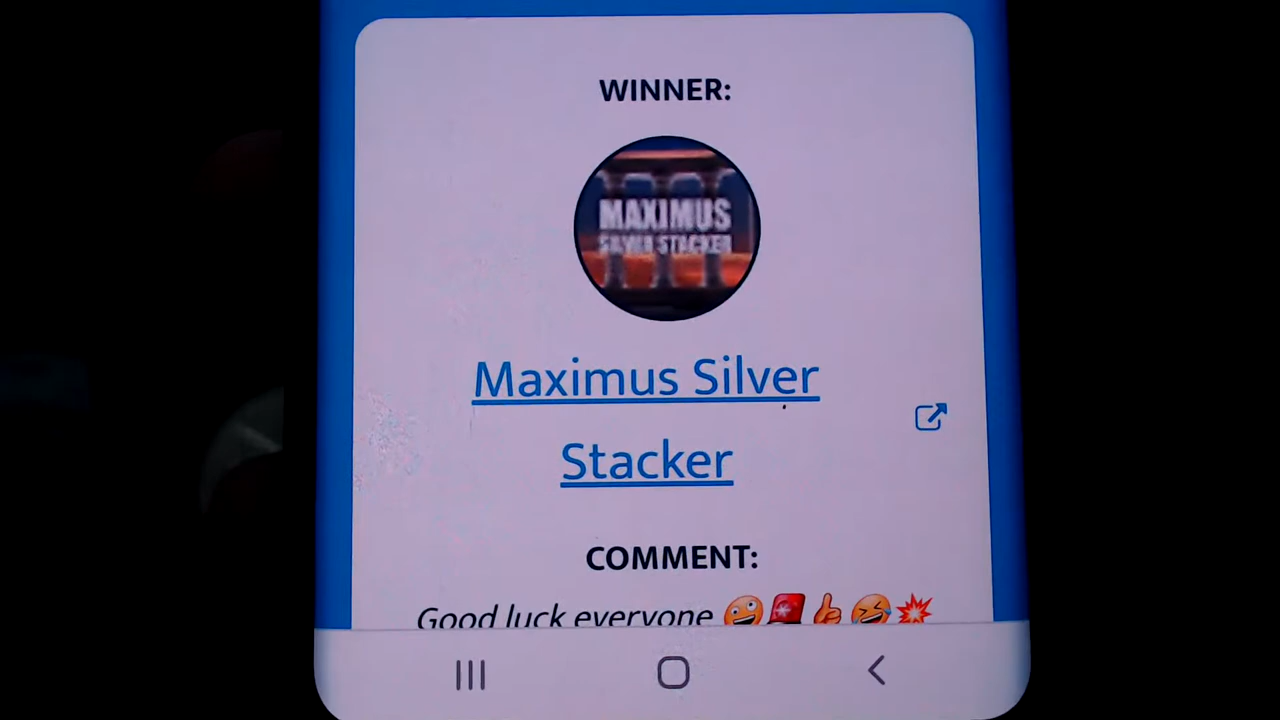 WINNER:
MAXIMUS
SILVER STACKER
Maximus Silver
Stacker
COMMENT:
Good luck everyone 🤪🚨👍😂💥